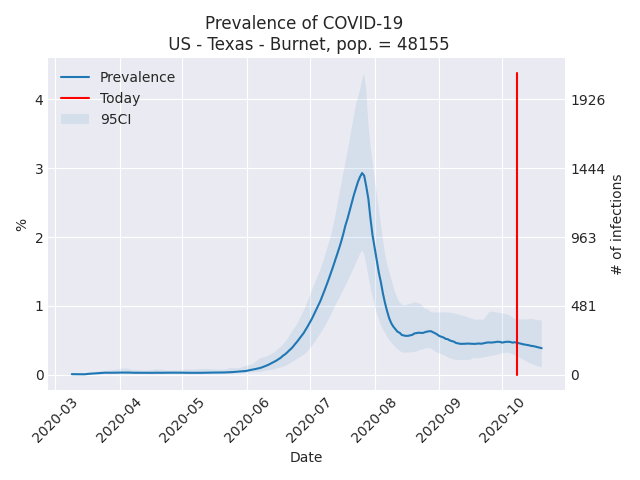 Prevalence of COVID-19
US - Texas - Burnet, pop. = 48155
Prevalence
Today
95CI
4
3
2
1
0
%
1926
1444
963
481
0
# of infections
2020-03
2020-04
2020-05
2020-06
2020-07
2020-08
2020-09
2020-10
Date